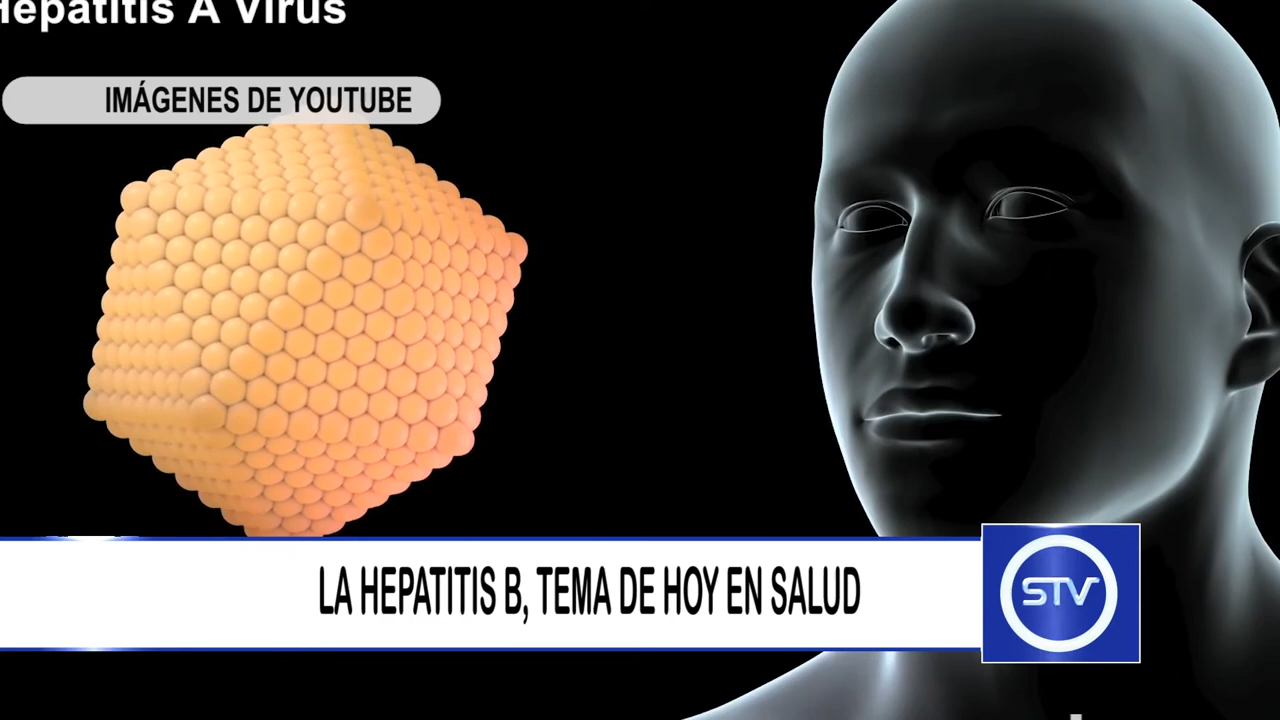 Hepatitis A Virus
IMÁGENES DE YOUTUBE
LA HEPATITIS B, TEMA DE HOY EN SALUD
STV